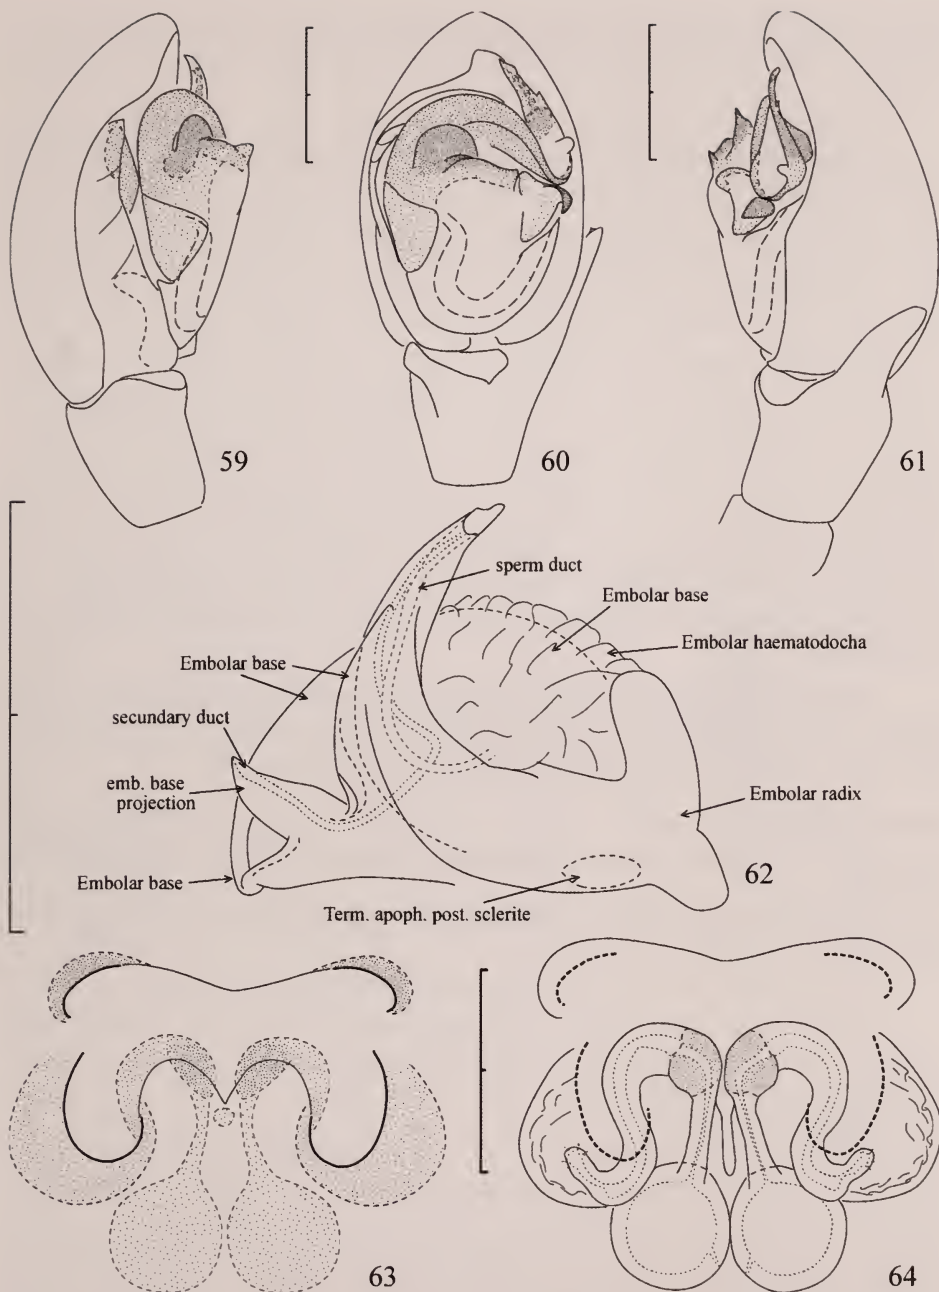 59
60
61
sperm duct
Embolar base
Embolar haematodocha
Embolar base
secundary duct
emb. base
projection
Embolar radix
Embolar base
62
Term. apoph. post. sclerite
63
64